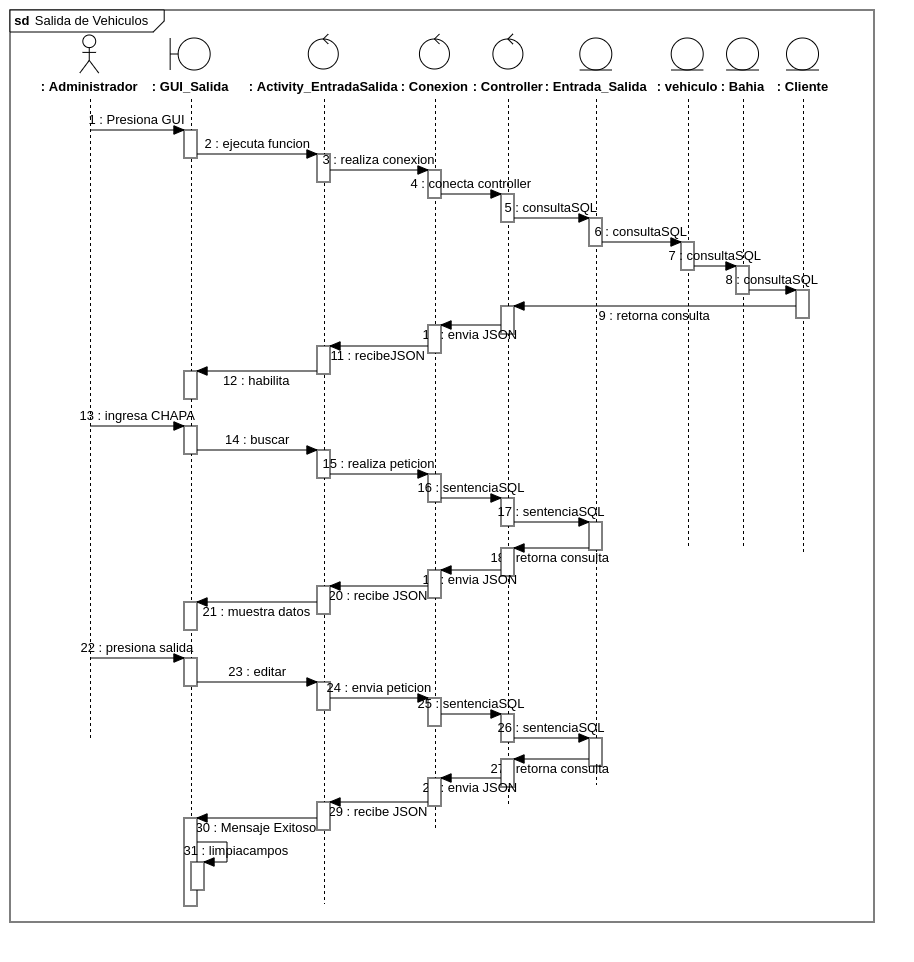 sd Salida de Vehiculos
: Administrador : GUI_Salida : Activity_EntradaSalida : Conexion : Controller : Entrada_Salida : vehiculo : Bahia : Cliente
1 : Presiona GUI
2 : ejecuta funcion
3 : realiza conexion
4 : conecta controller
5 : consultaSQL
6 : consultaSQL
7 : consultaSQL
8 : consultaSQL
9 : retorna consulta
: envia JSON
11 : recibeJSON
12 : habilita
13 : ingresa CHAPA
14 : buscar
15 : realiza peticion
16 : sentenciaSQL
17 : sentenciaSQL
18 retorna consulta
: envia JSON
20 : recibe JSON
21 : muestra datos
22 : presiona salida
23 : editar
24 : envia peticion
25 : sentenciaSQL
26 : sentenciaSQL
27 retorna consulta
: envia JSON
29 : recibe JSON
30 : Mensaje Exitoso
31 : limpiacampos